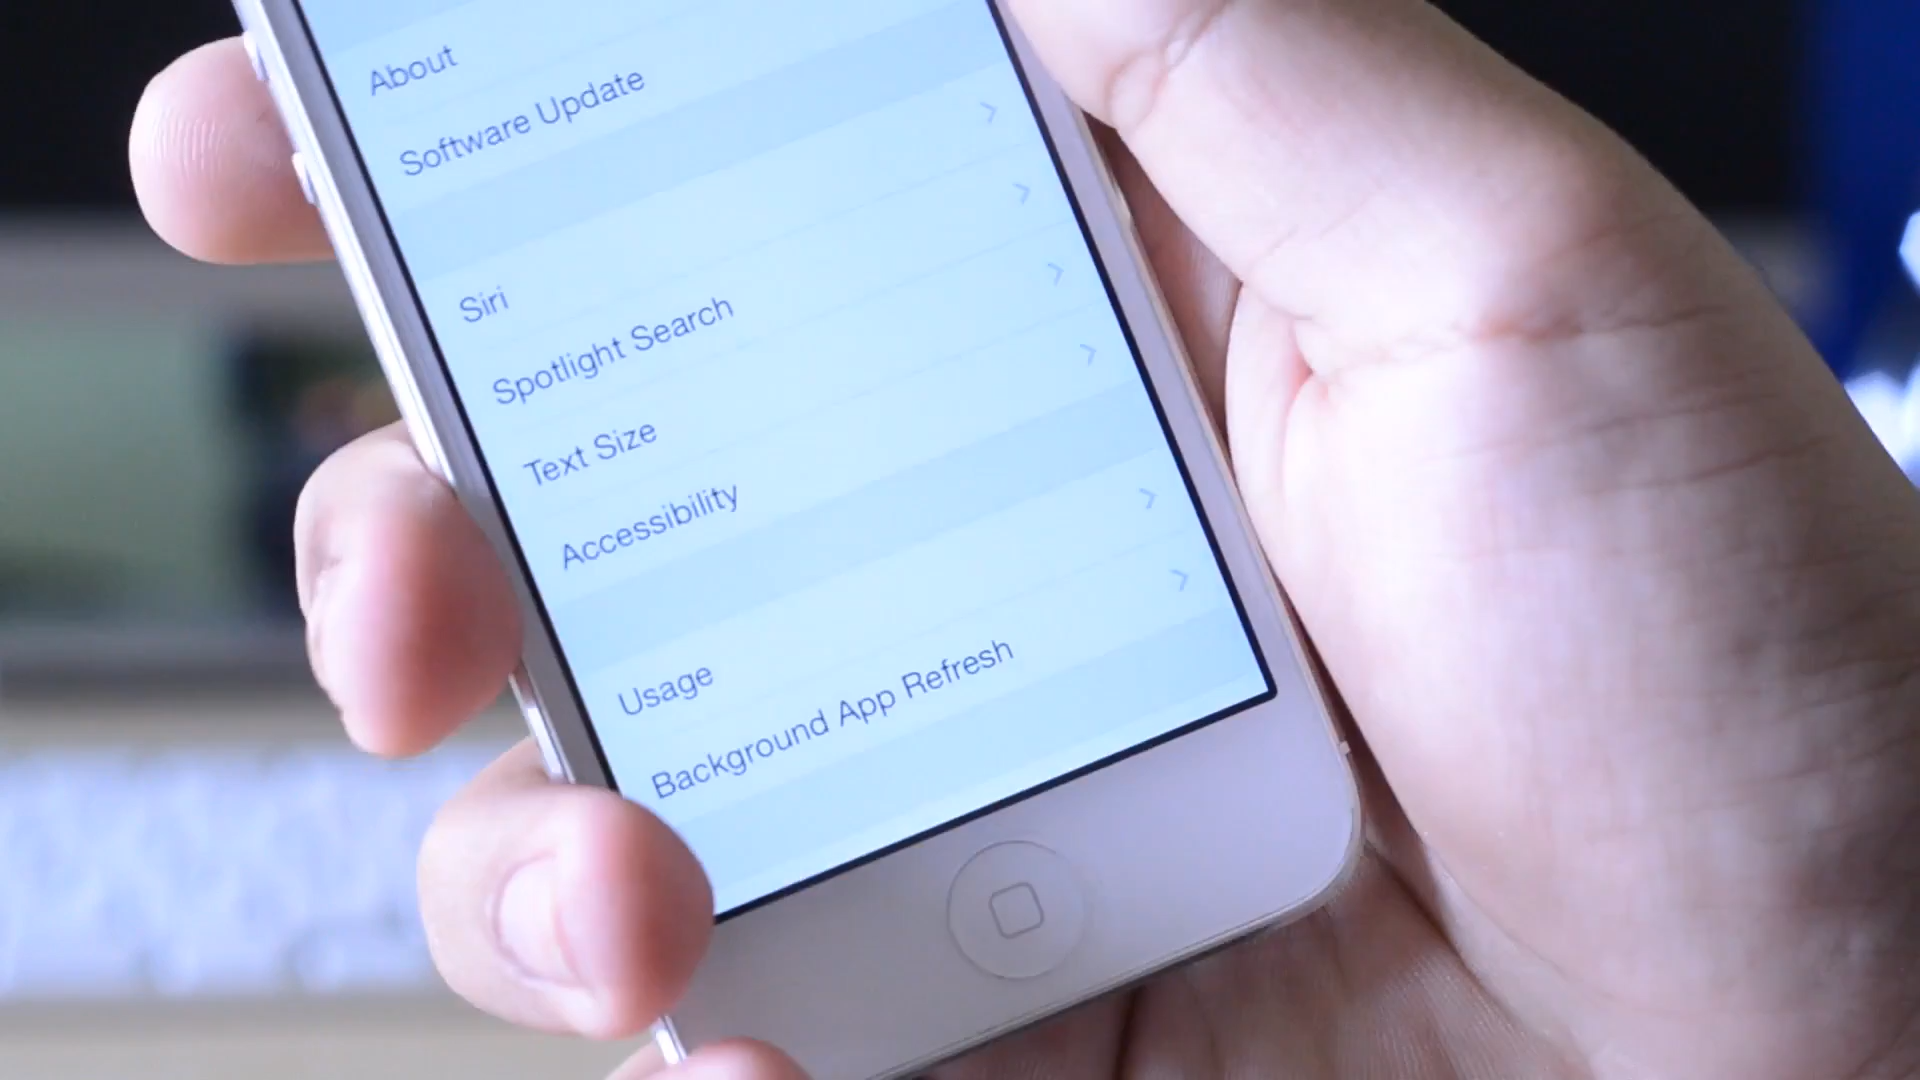 About
Software Update
Siri
Spotlight Search
Text Size
Accessibility
Usage
Background App Refresh